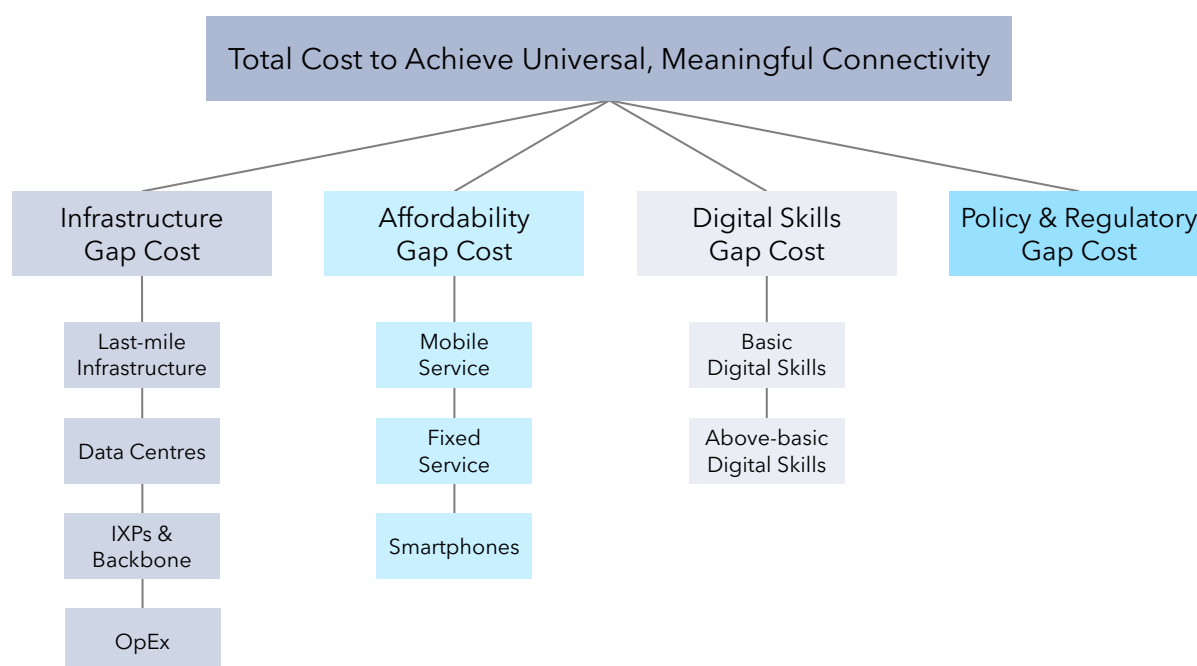 Total Cost to Achieve Universal, Meaningful Connectivity
Infrastructure
Gap Cost
Affordability
Gap Cost
Digital Skills
Gap Cost
Policy & Regulatory
Gap Cost
Last-mile
Infrastructure
Data Centres
IXPs &
Backbone
OpEx
Mobile
Service
Fixed
Service
Smartphones
Basic
Digital Skills
Above-basic
Digital Skills